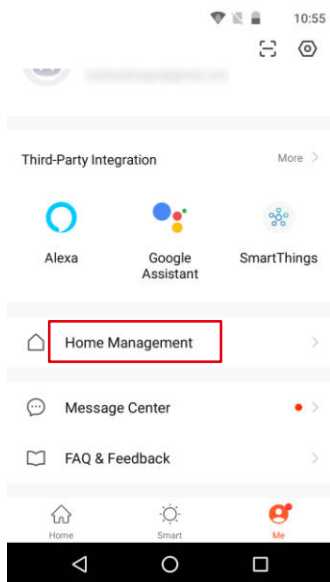 10:55
Third-Party Integration
More
Alexa
Google
Assistant
SmartThings
Home Management
Message Center
FAQ & Feedback
Home
Smart
Me